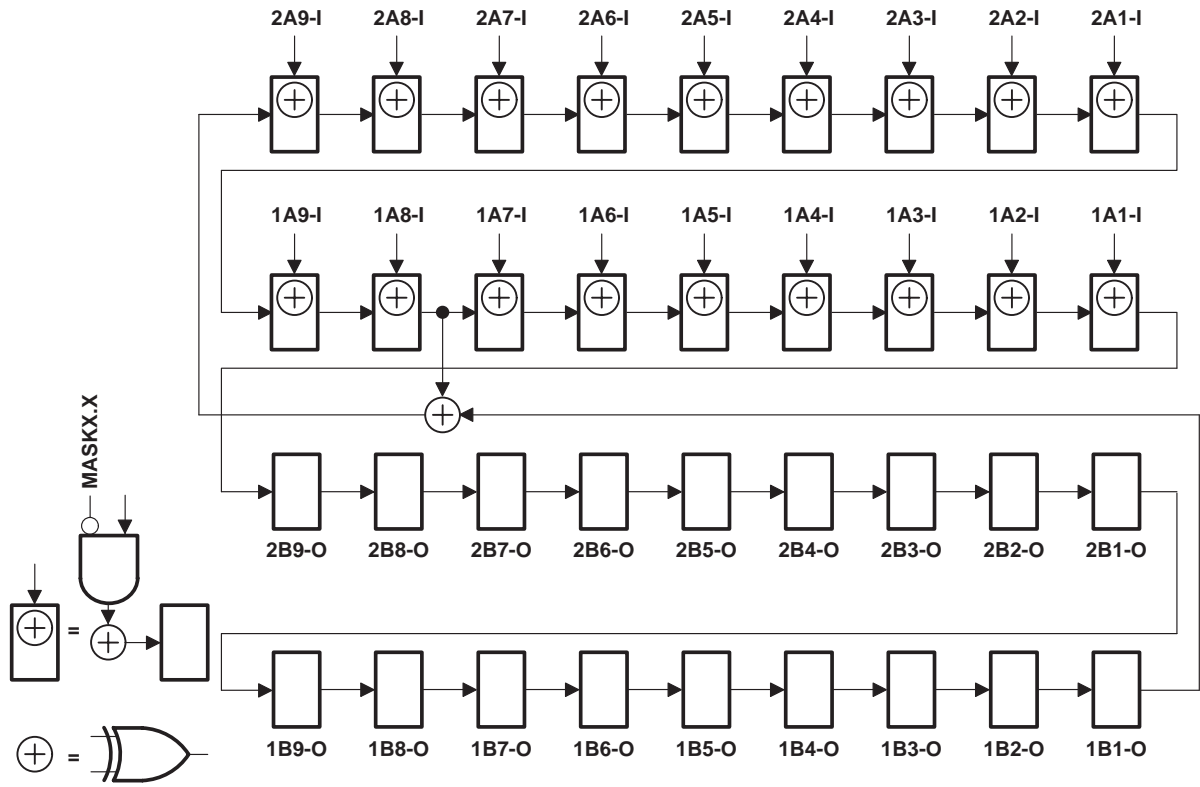 2A9-I 2A8-I 2A7-I 2A6-I 2A5-I 2A4-I 2A3-I 2A2-I 2A1-I
1A9-I 1A8-I 1A7-I 1A6-I 1A5-I 1A4-I 1A3-I 1A2-I 1A1-I
MASKX.X
2B9-O 2B8-O 2B7-O 2B6-O 2B5-O 2B4-O 2B3-O 2B2-O 2B1-O
=
1B9-O 1B8-O 1B7-O 1B6-O 1B5-O 1B4-O 1B3-O 1B2-O 1B1-O
=